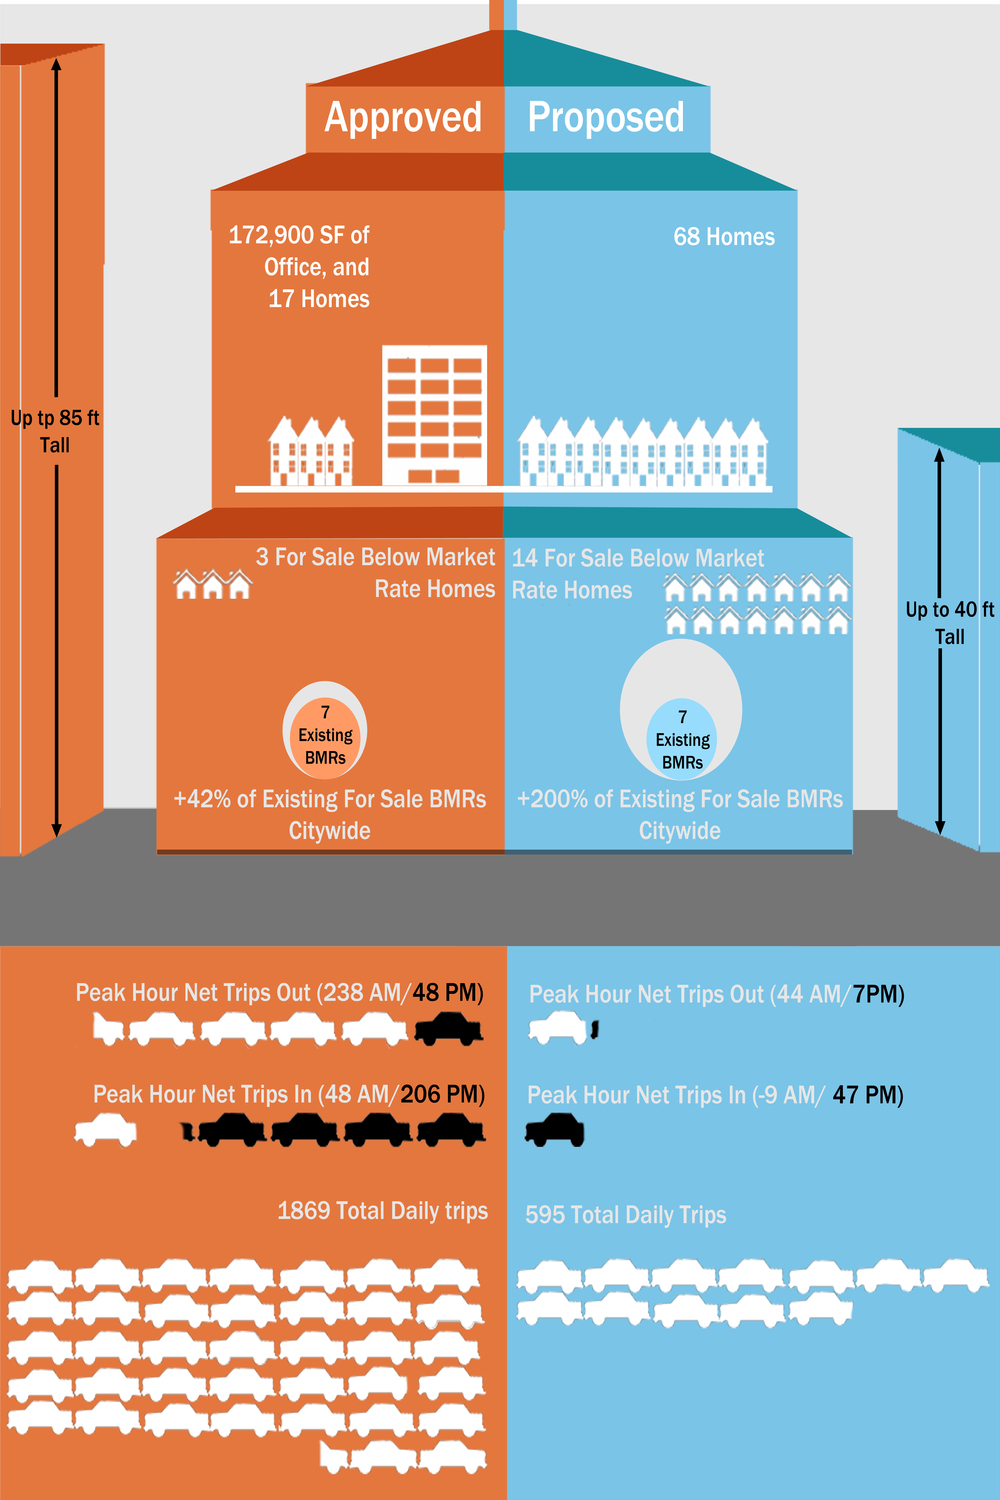 Approved
Proposed
172,900 SF of
Office, and
17 Homes
68 Homes
Up tp 85 ft
Tall
3 For Sale Below Market
Rate Homes
14 For Sale Below Market
Rate Homes
Up to 40 ft
Tall
7
Existing
BMRs
7
Existing
BMRs
+42% of Existing For Sale BMRs
Citywide
+200% of Existing For Sale BMRs
Citywide
Peak Hour Net Trips Out (238 AM/48 PM)
Peak Hour Net Trips Out (44 AM/7PM)
Peak Hour Net Trips In (48 AM/206 PM)
Peak Hour Net Trips In (-9 AM/ 47 PM)
1869 Total Daily trips
595 Total Daily Trips